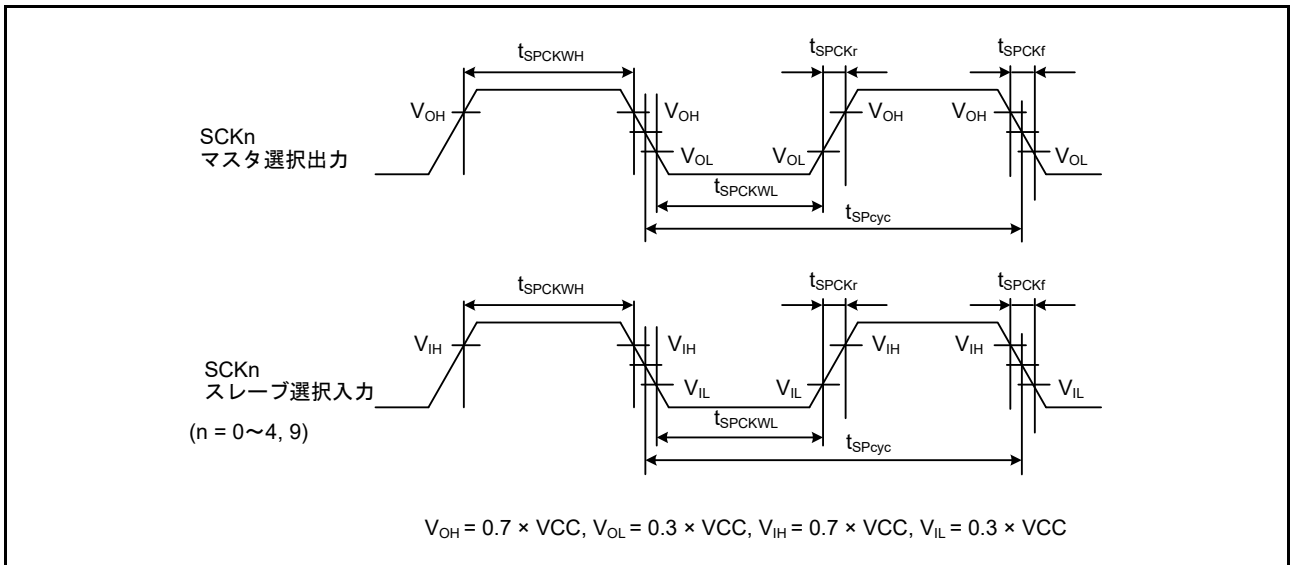 tSPCKWH
tSPCKr
tSPCKf
VOH
VOH
VOH
VOH
SCKn
マスタ選択出力
VOL
VOL
VOL
tSPCKWL
tSPcyc
tSPCKWH
tSPCKr
tSPCKf
VIH
VIH
VIH
VIH
SCKn
スレーブ選択入力
(n = 0～4, 9)
VIL
VIL
VIL
tSPCKWL
tSPcyc
VOH = 0.7 × VCC, VOL = 0.3 × VCC, VIH = 0.7 × VCC, VIL = 0.3 × VCC